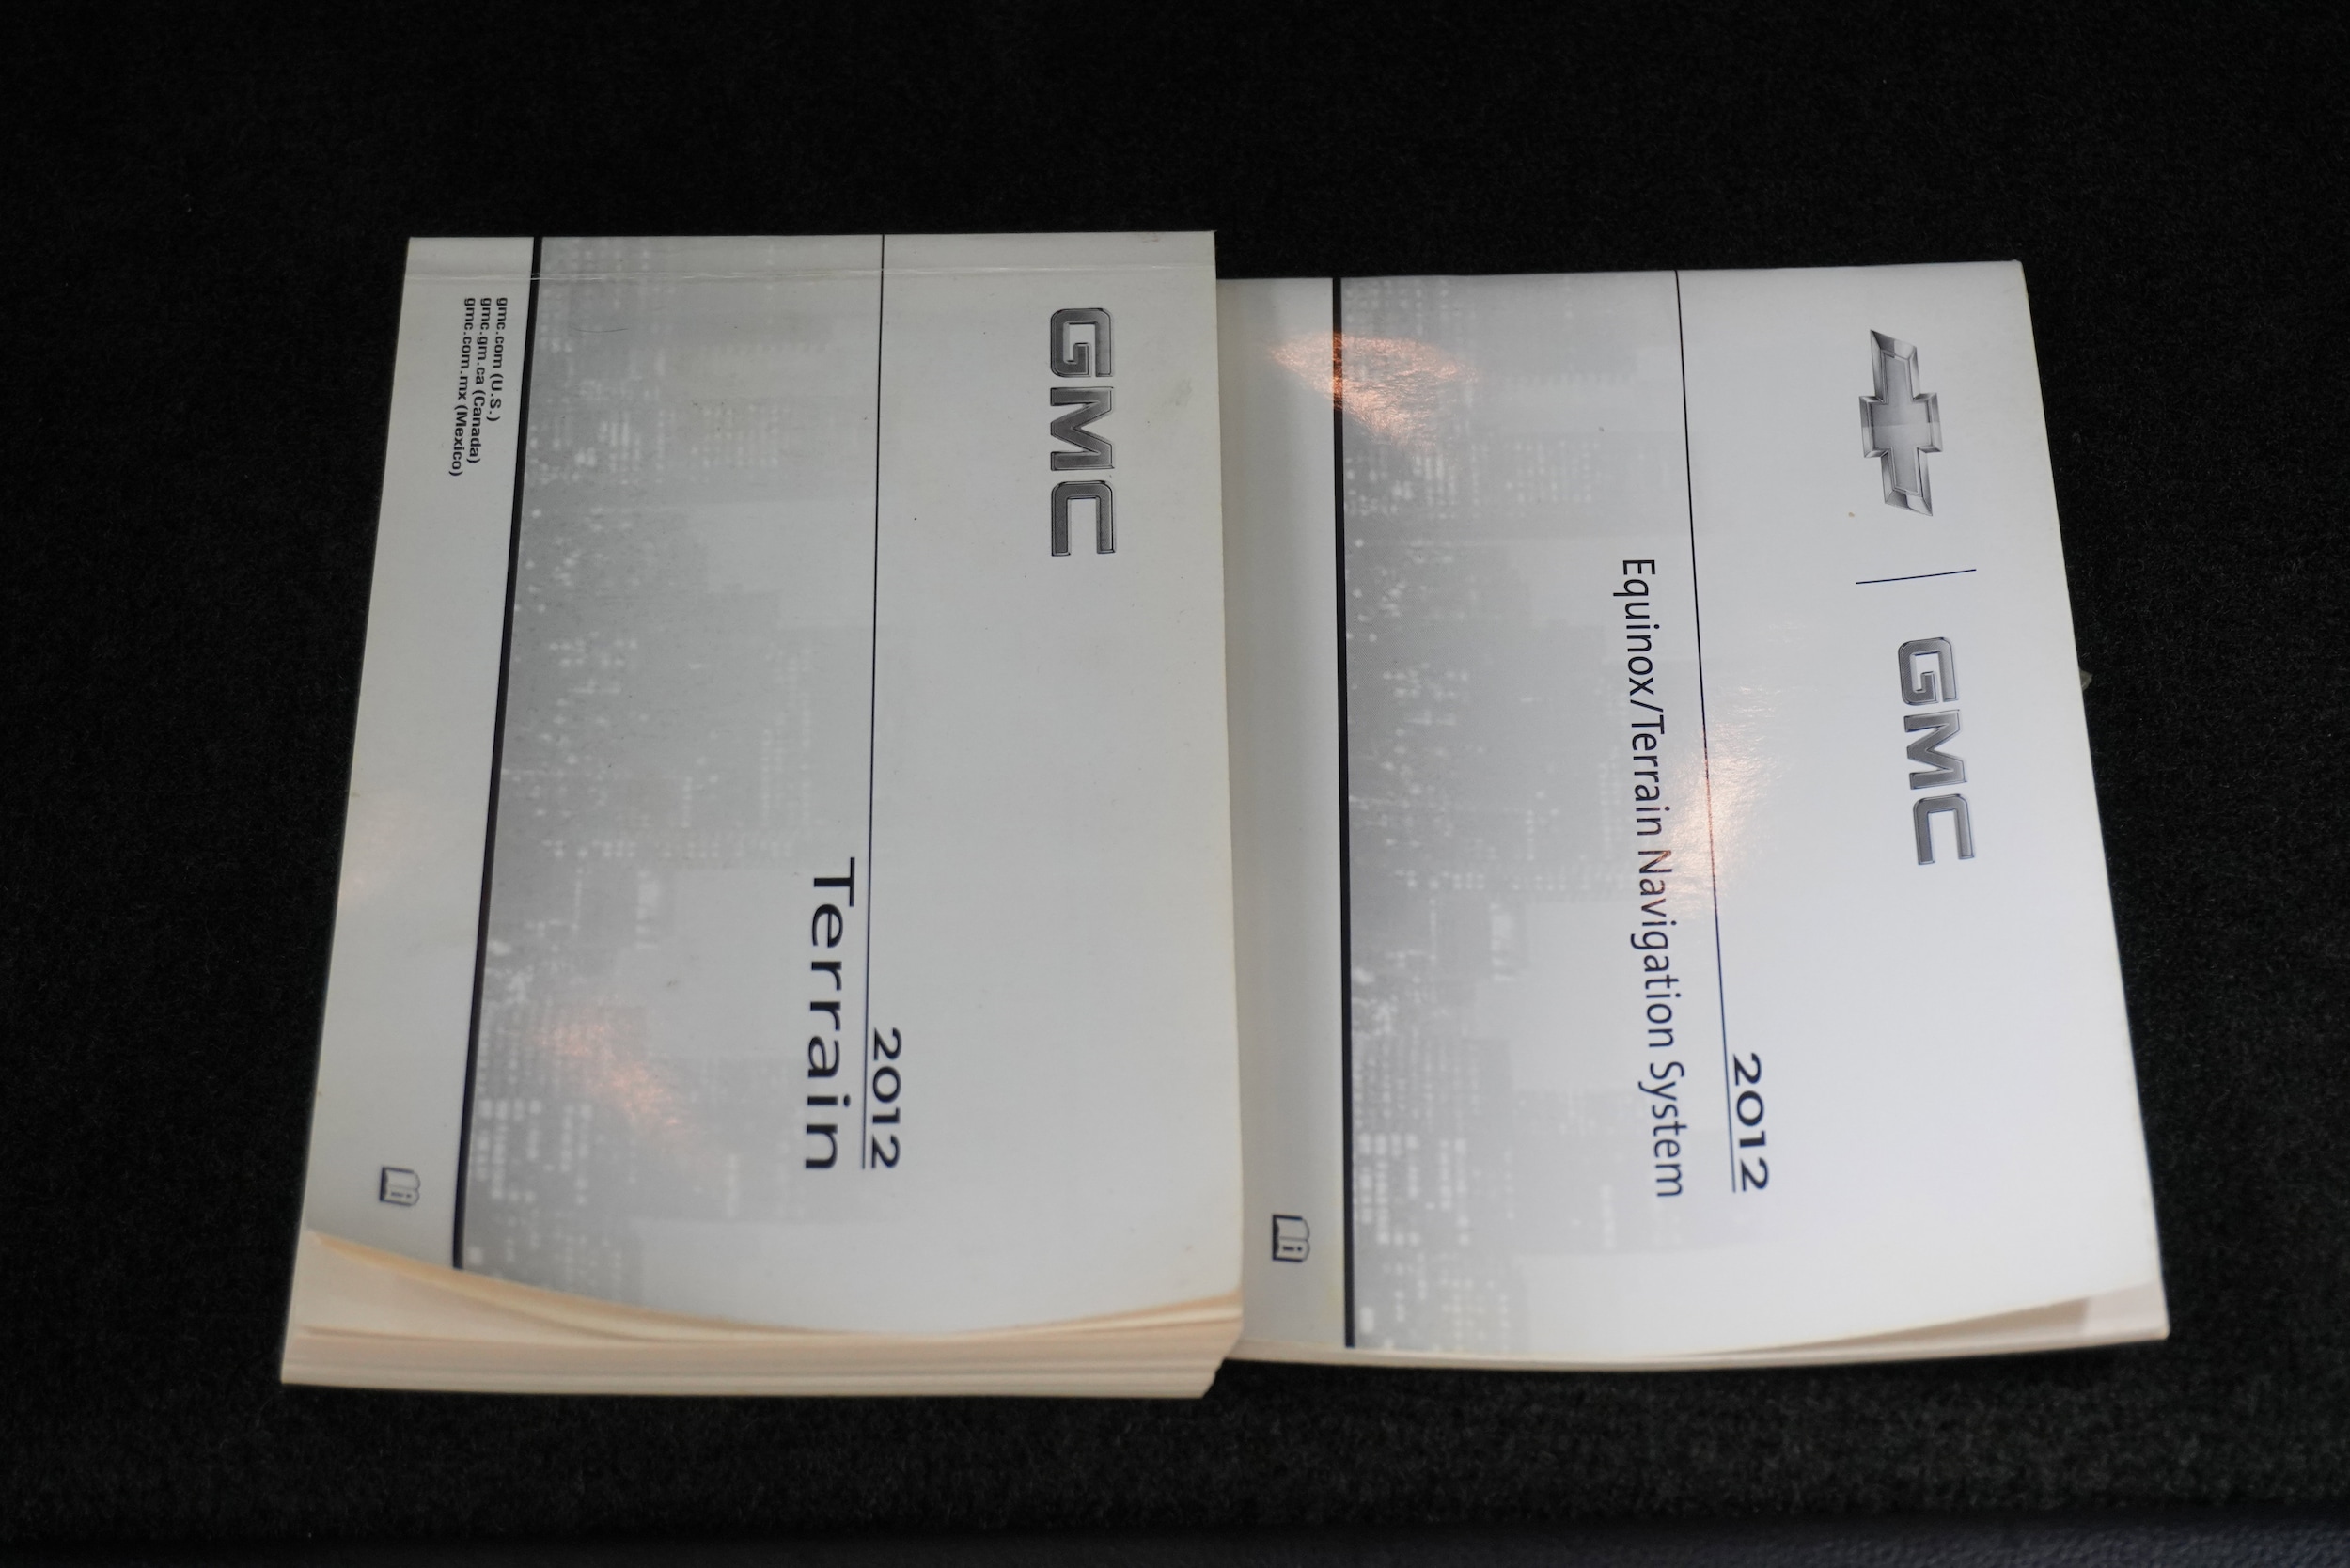 GMC
2012
Terrain
gmc.com (U.S.)
gmc.gm.ca (Canada)
gmc.com.mx (Mexico)
i
GMC
2012
Equinox/Terrain Navigation System
i